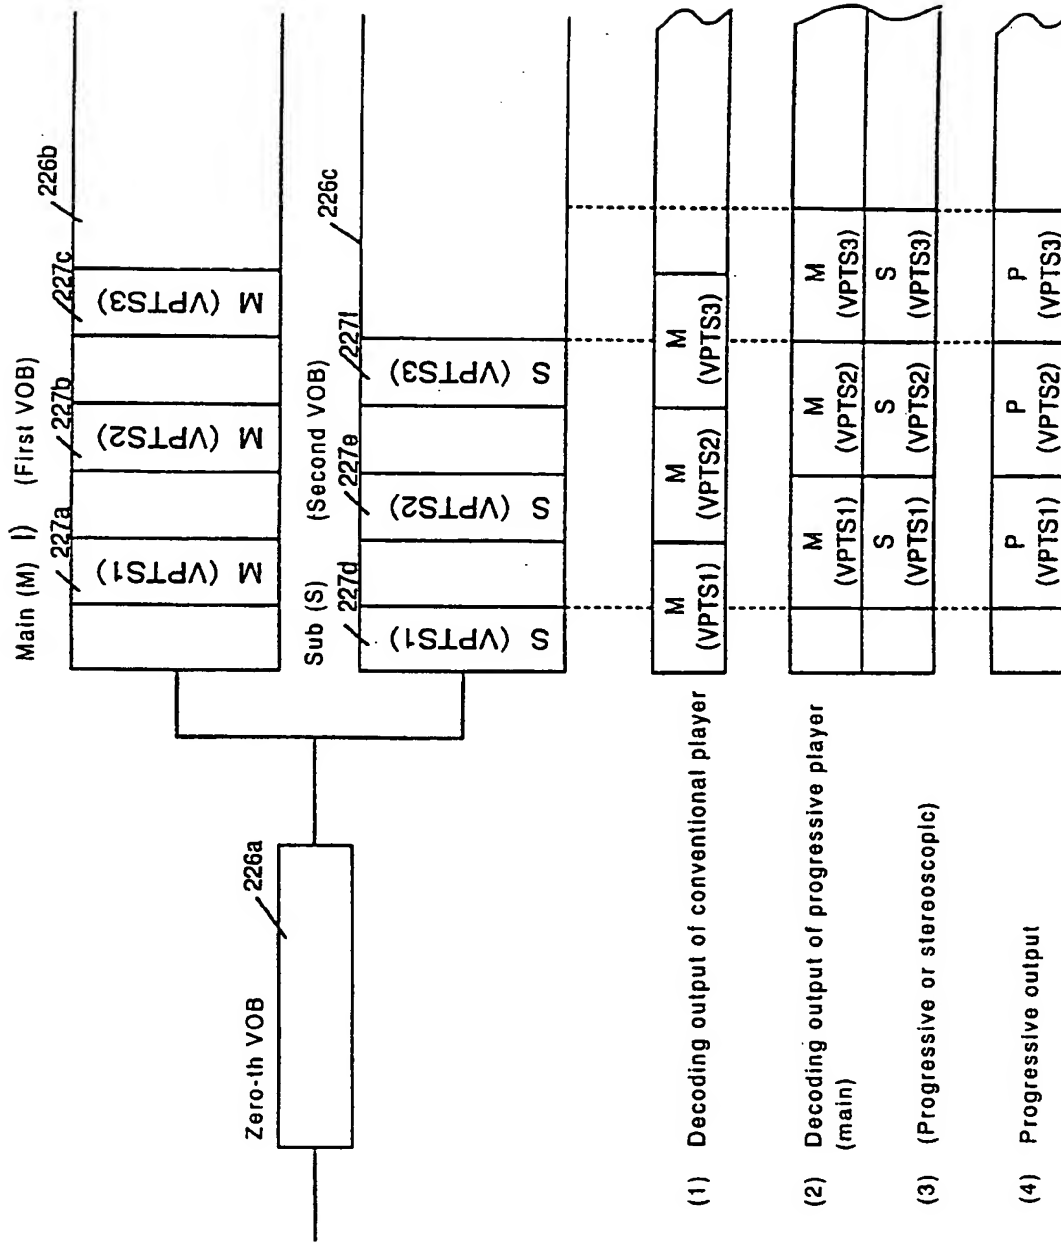 Main (M) I) (First VOB)
227a
227b
227c
226b
M (VPTS1)
M (VPTS2)
M (VPTS3)
Zero-th VOB
226a
Sub (S) (Second VOB)
227d
227e
227f
226c
S (VPTS1)
S (VPTS2)
S (VPTS3)
(1) Decoding output of conventional player
M
(VPTS1)
M
(VPTS2)
M
(VPTS3)
(2) Decoding output of progressive player
(main)
M
(VPTS1)
M
(VPTS2)
M
(VPTS3)
(3) (Progressive or stereoscopic)
S
(VPTS1)
S
(VPTS2)
S
(VPTS3)
(4) Progressive output
P
(VPTS1)
P
(VPTS2)
P
(VPTS3)